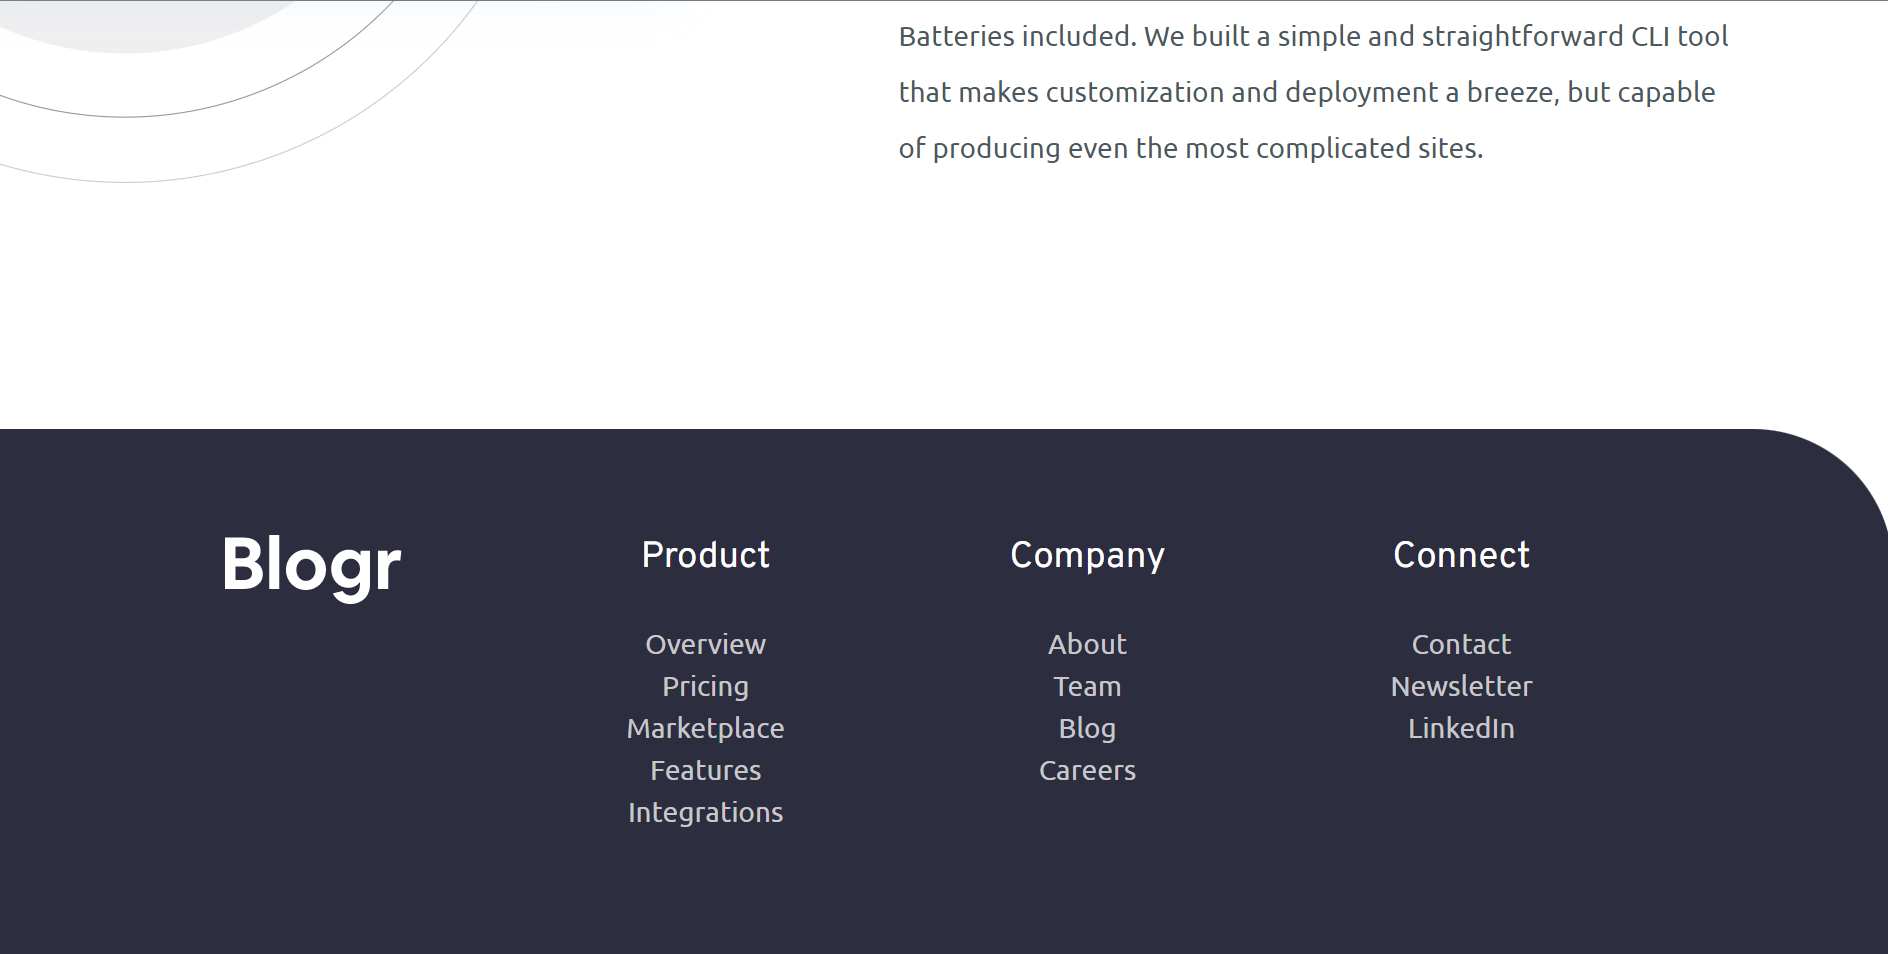 Batteries included. We built a simple and straightforward CLI tool
that makes customization and deployment a breeze, but capable
of producing even the most complicated sites.
Blogr
Product
Overview
Pricing
Marketplace
Features
Integrations
Company
About
Team
Blog
Careers
Connect
Contact
Newsletter
LinkedIn